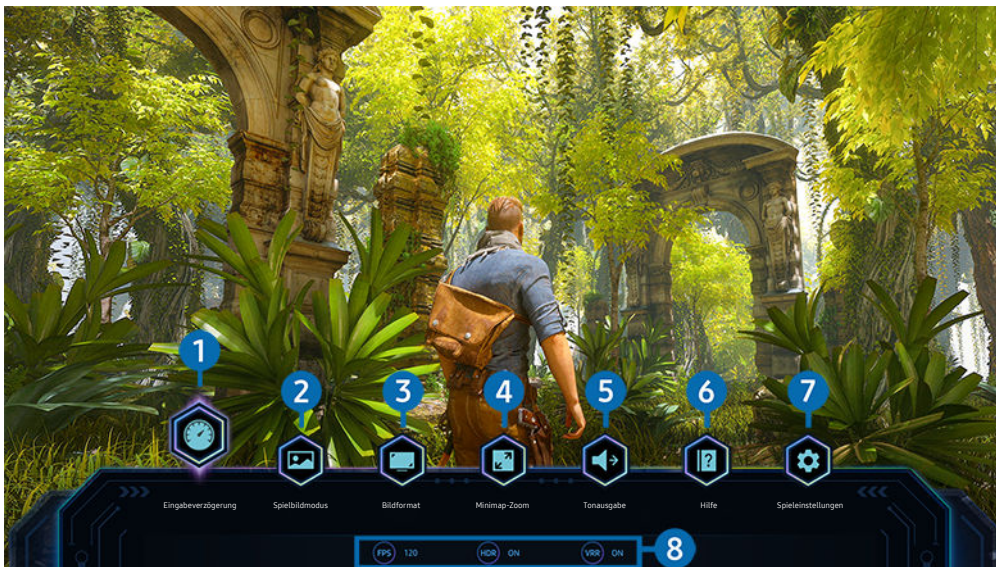 1
2
3
4
5
6
7
Eingabeverzögerung
Spielbildmodus
Bildformat
Minimap-Zoom
Tonausgabe
Hilfe
Spieleinstellungen
FPS 120
HDR ON
VRR ON
8